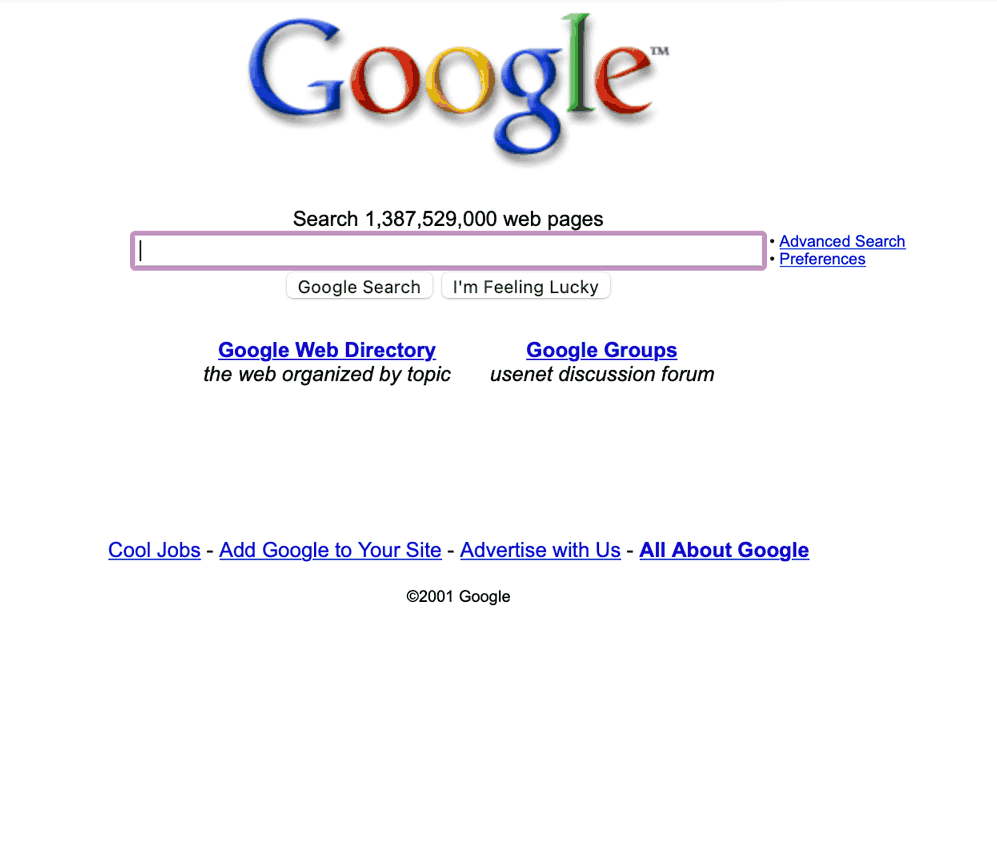 Google™
Search 1,387,529,000 web pages
• Advanced Search
• Preferences
Google Search I'm Feeling Lucky
Google Web Directory Google Groups
the web organized by topic usenet discussion forum
Cool Jobs - Add Google to Your Site - Advertise with Us - All About Google
©2001 Google